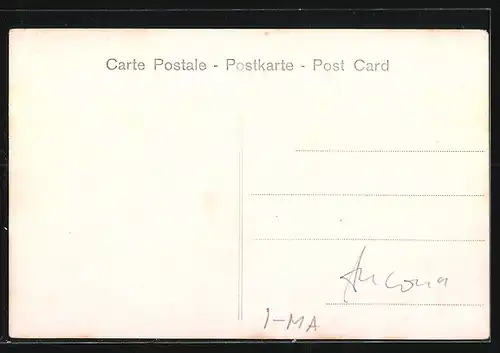 Carte Postale - Postkarte - Post Card
Ancona
I-MA